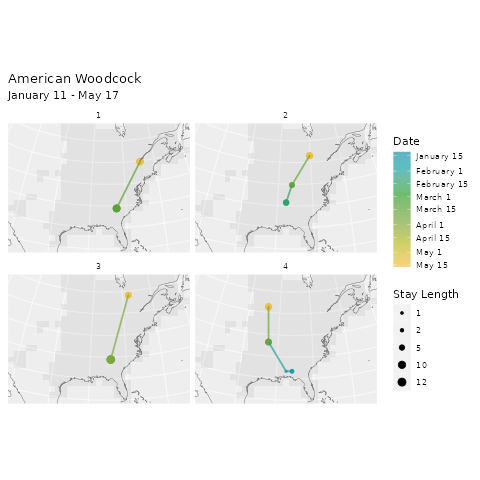 American Woodcock
January 11 - May 17
1
2
3
4
Date
January 15
February 1
February 15
March 1
March 15
April 1
April 15
May 1
May 15
Stay Length
1
2
5
10
12